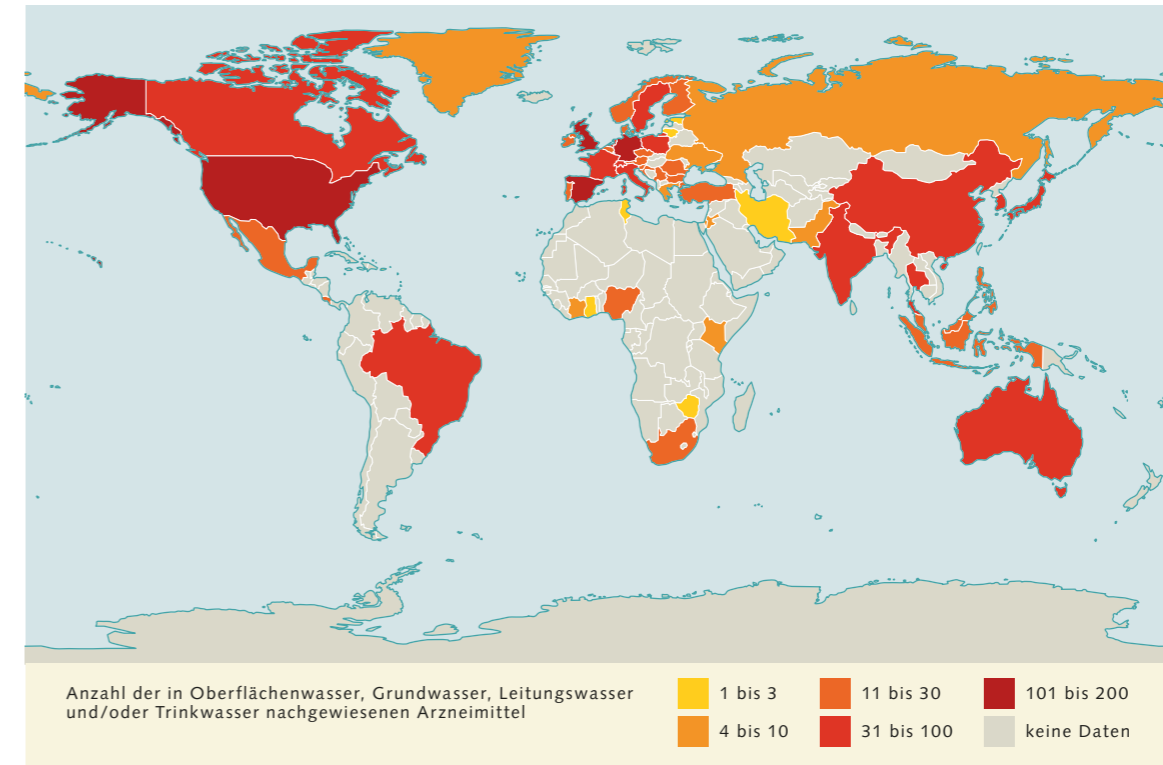 Anzahl der in Oberflächenwasser, Grundwasser, Leitungswasser
und/oder Trinkwasser nachgewiesenen Arzneimittel
1 bis 3
4 bis 10
11 bis 30
31 bis 100
101 bis 200
keine Daten